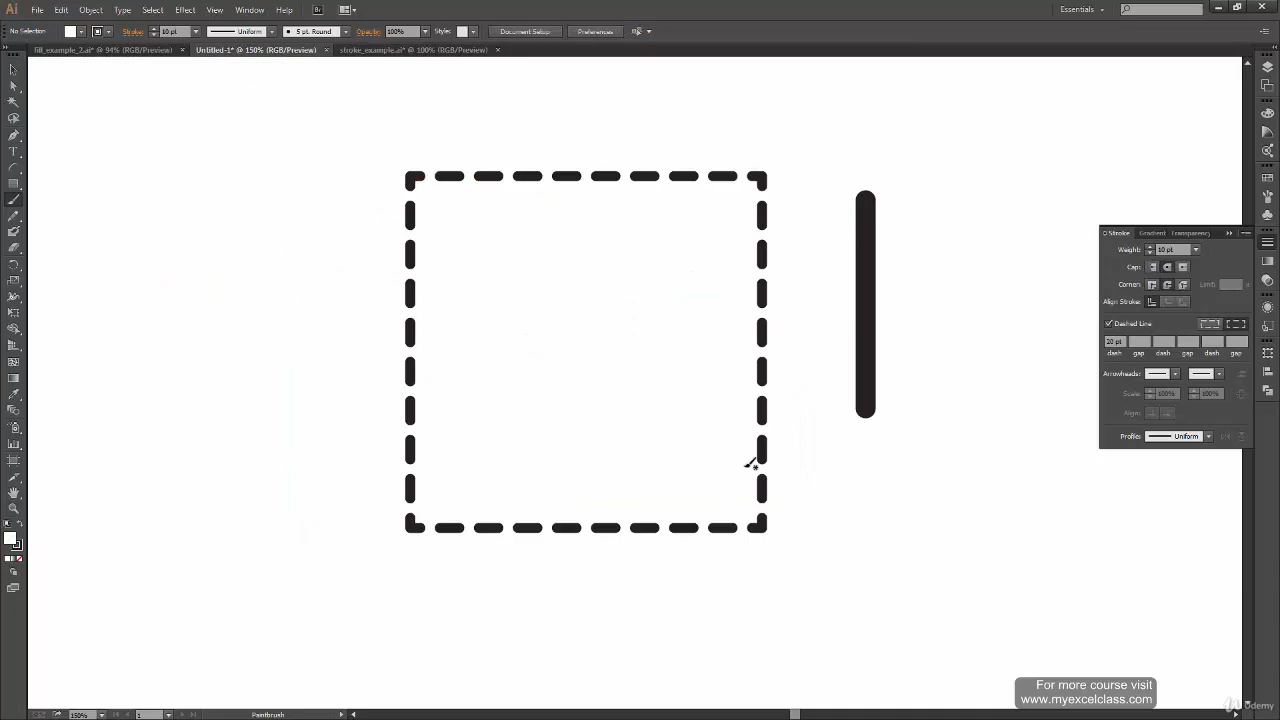 Ai File Edit Object Type Select Effect View Window Help Br Essentials
No Selection Stroke: 10 pt Uniform 5 pt. Round Opacity: 100% Style: Document Setup Preferences
fill_example_2.ai* @ 94% (RGB/Preview) × Untitled-1* @ 150% (RGB/Preview) × stroke_example.ai* @ 100% (RGB/Preview) ×
Stroke Gradient Transparency
Weight: 10 pt
Cap:
Corner: Limit: x
Align Stroke:
Dashed Line
20 pt
dash gap dash gap dash gap
Arrowheads:
Scale: 100% 100%
Align:
Profile: Uniform
For more course visit
www.myexcelclass.com
Udemy
150% 1 Paintbrush